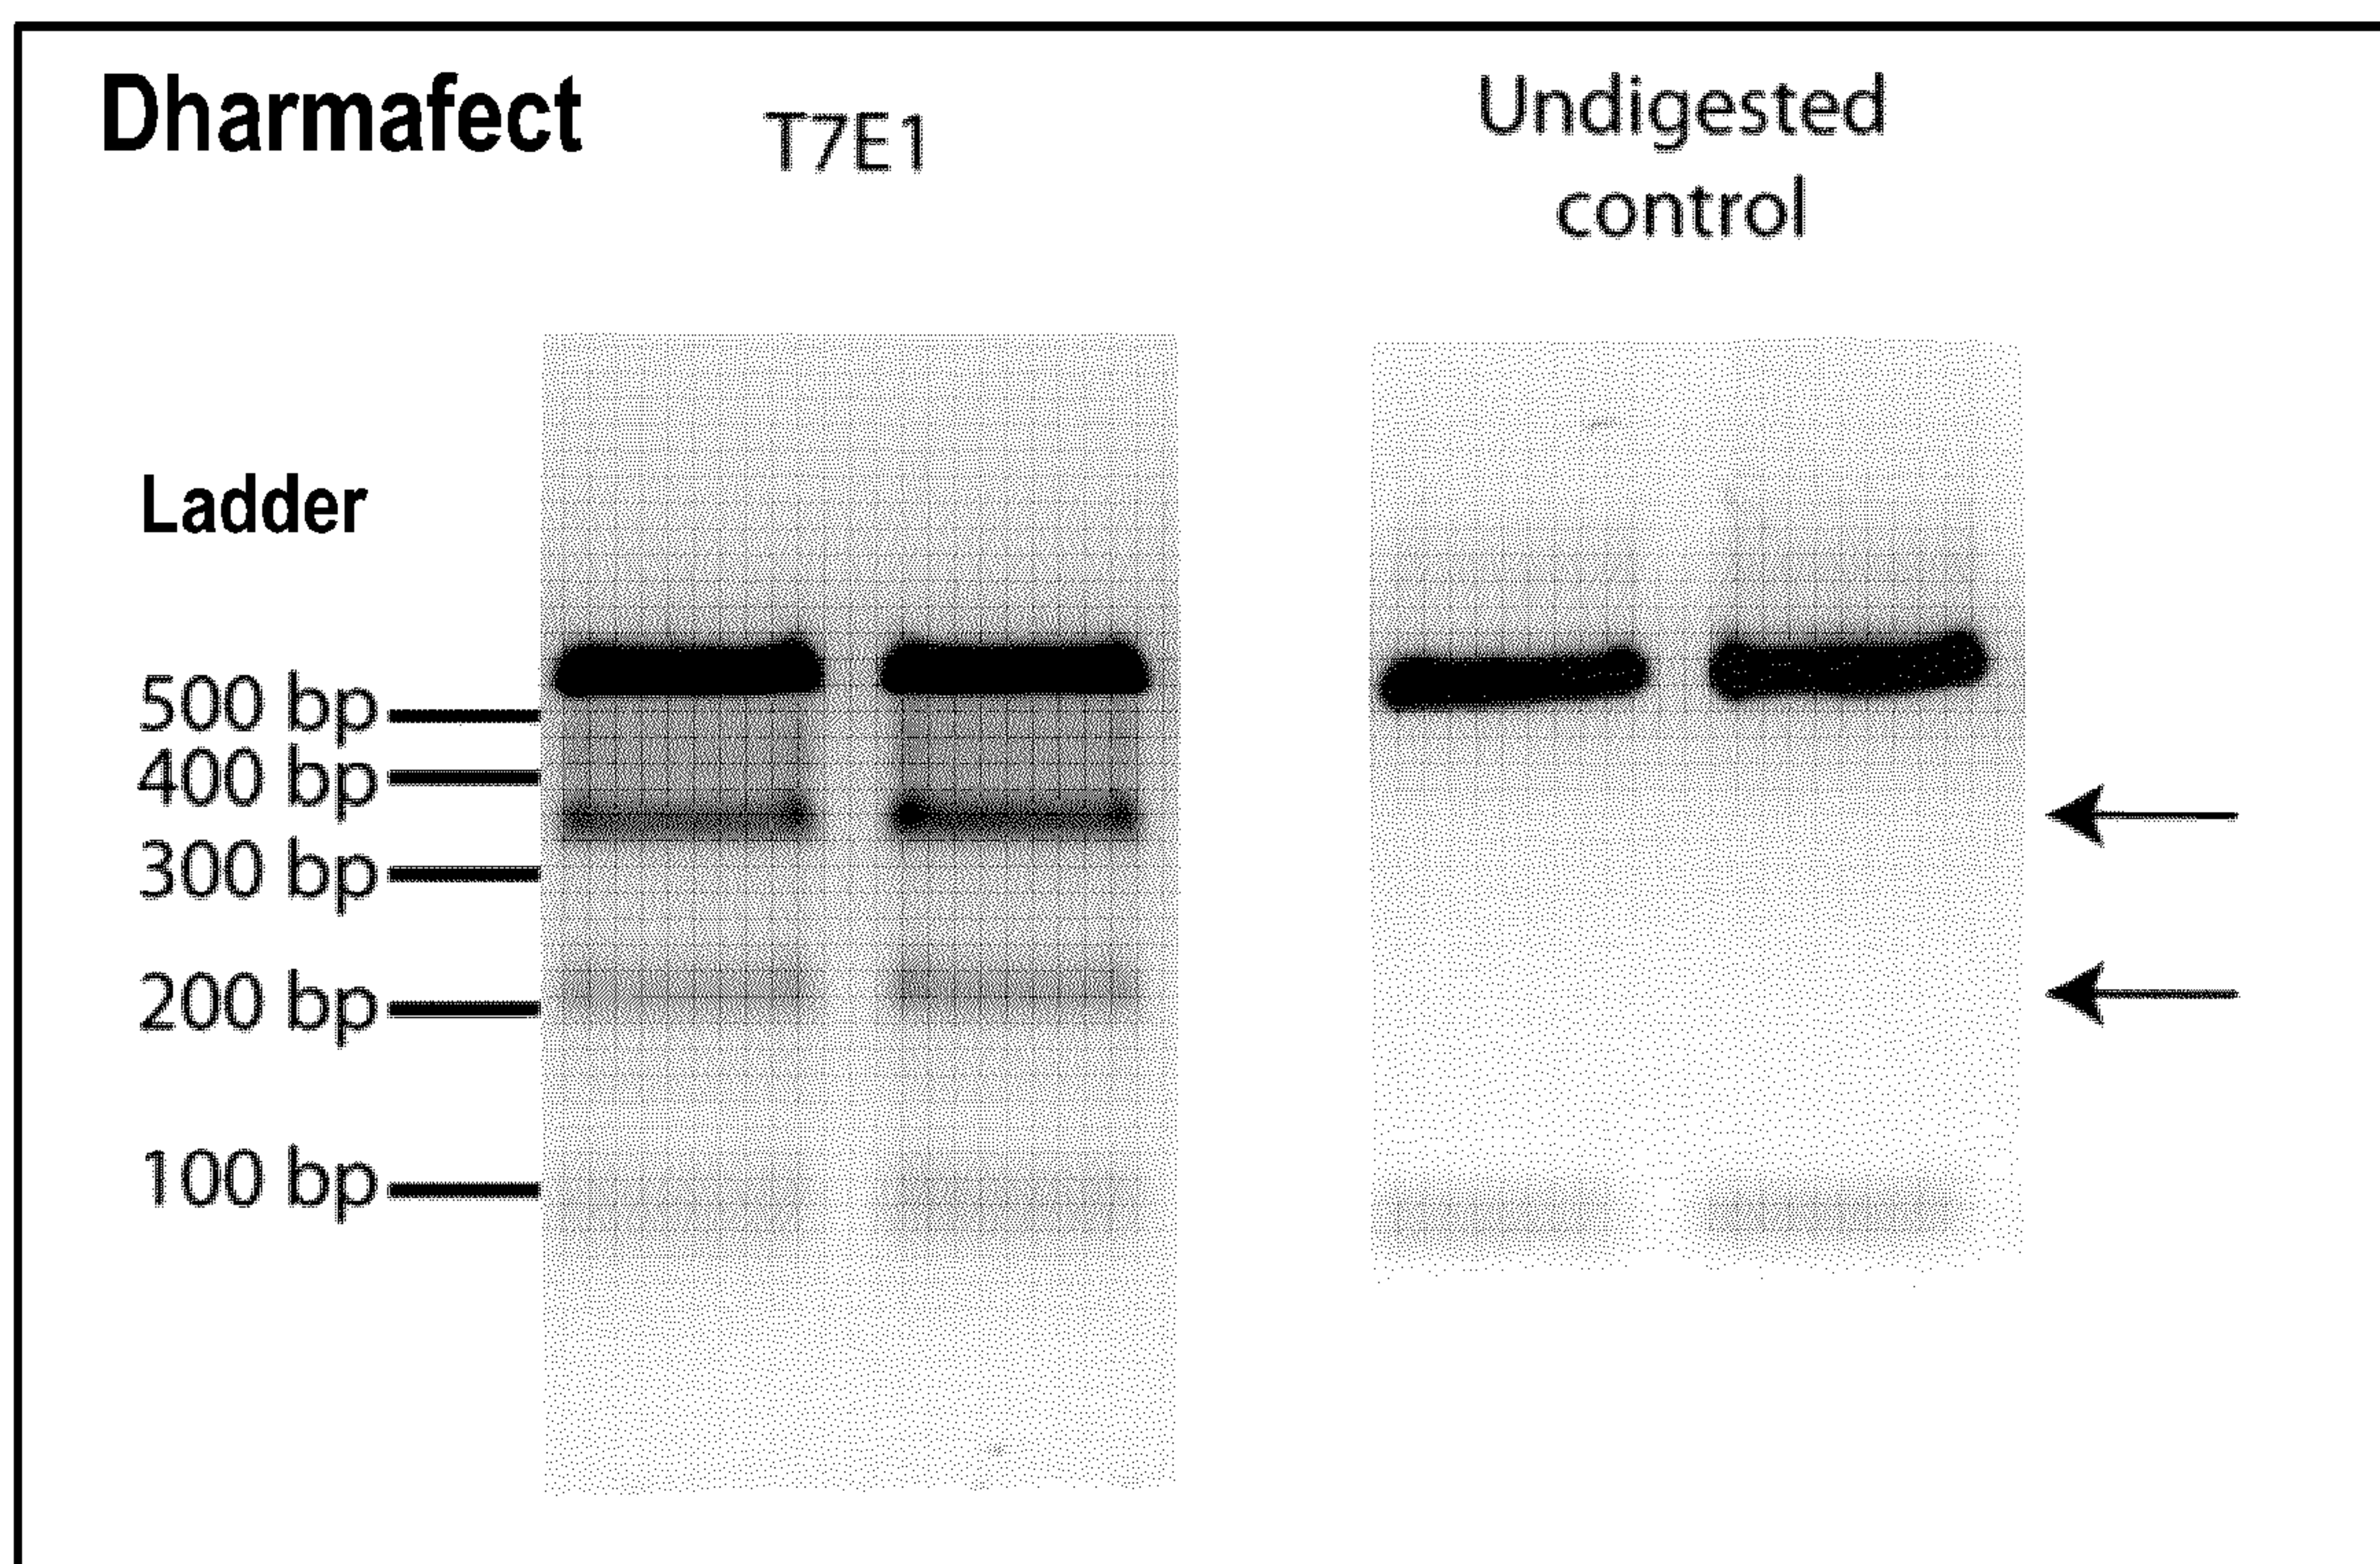 Dharmafect
T7E1
Undigested
control
Ladder
500 bp
400 bp
300 bp
200 bp
100 bp